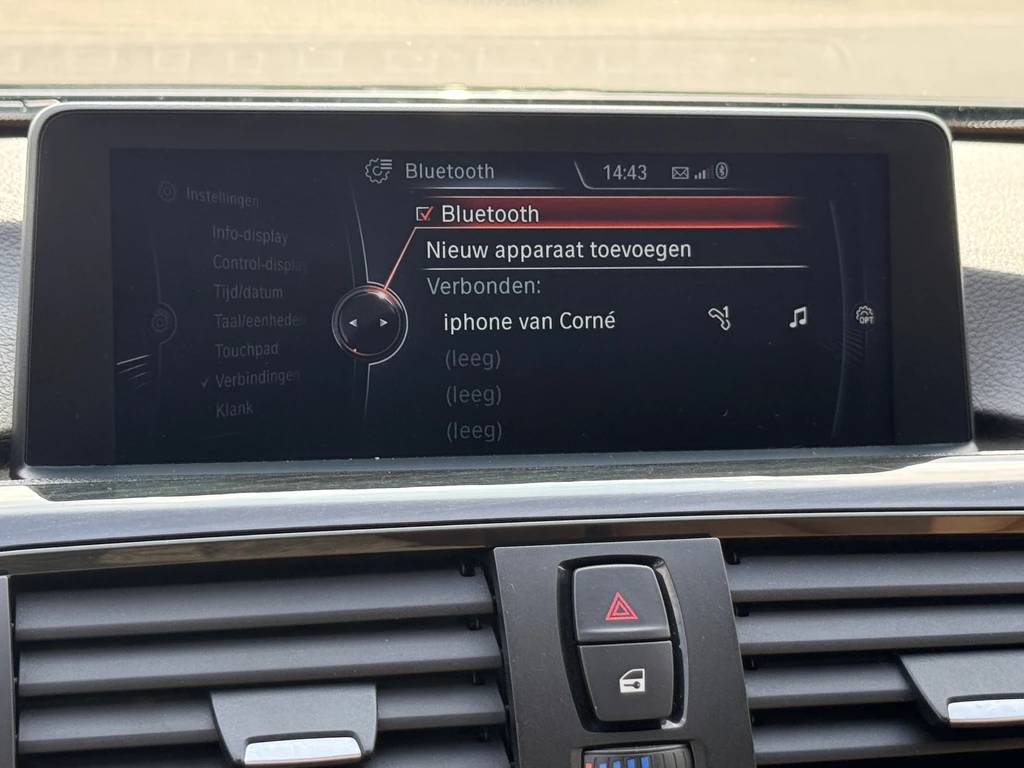 Bluetooth 14:43
Instellingen
Info-display
Control-display
Tijd/datum
Taal/eenheden
Touchpad
Verbindingen
Klank
Bluetooth
Nieuw apparaat toevoegen
Verbonden:
iphone van Corné 1
(leeg)
(leeg)
(leeg)
OPT